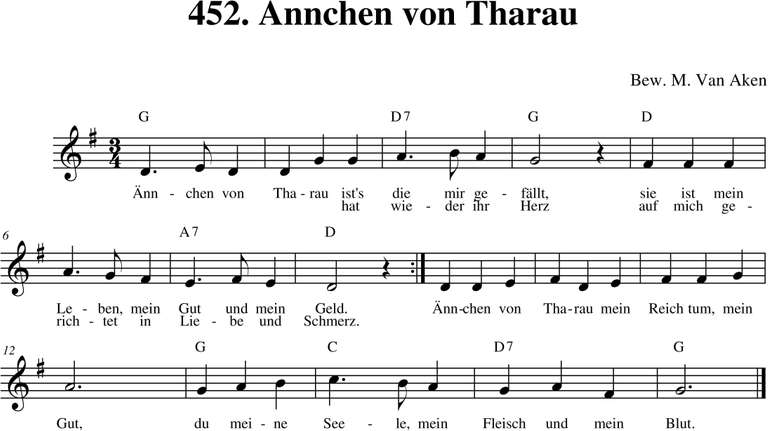 452. Annchen von Tharau
Bew. M. Van Aken
G D7 G D
3
4
Änn - chen von Tha - rau ist's die mir ge - fällt, sie ist mein
hat wie - der ihr Herz auf mich ge -
6 A7 D
Le - ben, mein Gut und mein Geld. Änn-chen von Tha-rau mein Reich tum, mein
rich - tet in Lie - be und Schmerz.
12 G C D7 G
Gut, du mei - ne See - le, mein Fleisch und mein Blut.